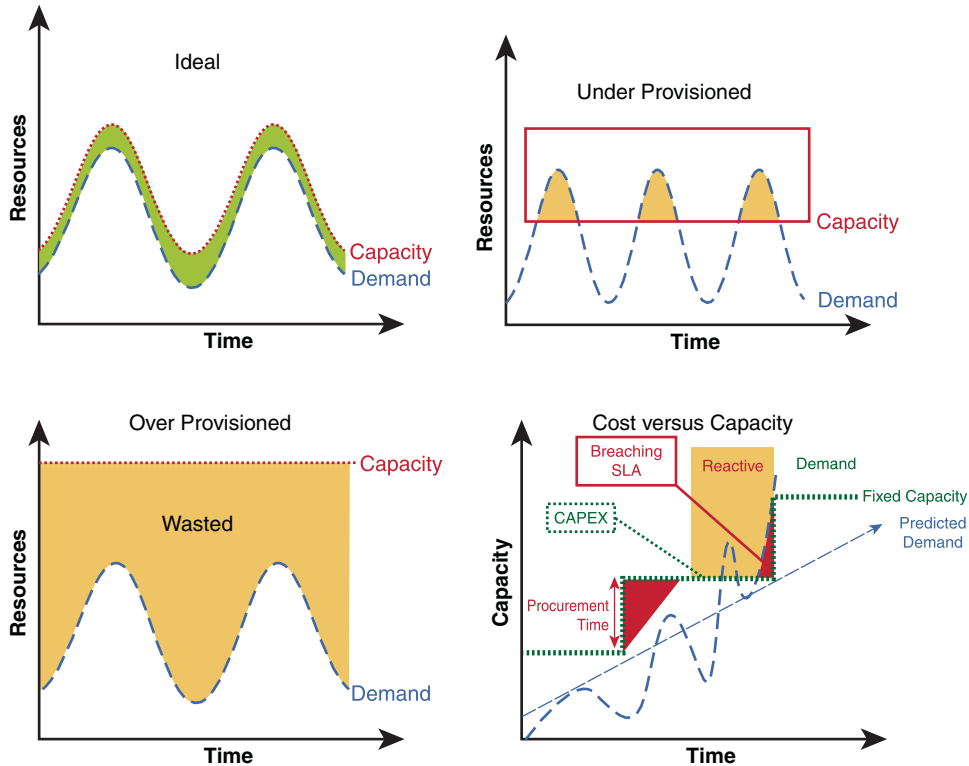 Ideal
Resources
Capacity
Demand
Time
Under Provisioned
Resources
Capacity
Demand
Time
Over Provisioned
Capacity
Wasted
Resources
Demand
Time
Cost versus Capacity
Breaching
SLA
Reactive
Demand
Fixed Capacity
CAPEX
Predicted
Demand
Capacity
Procurement
Time
Time